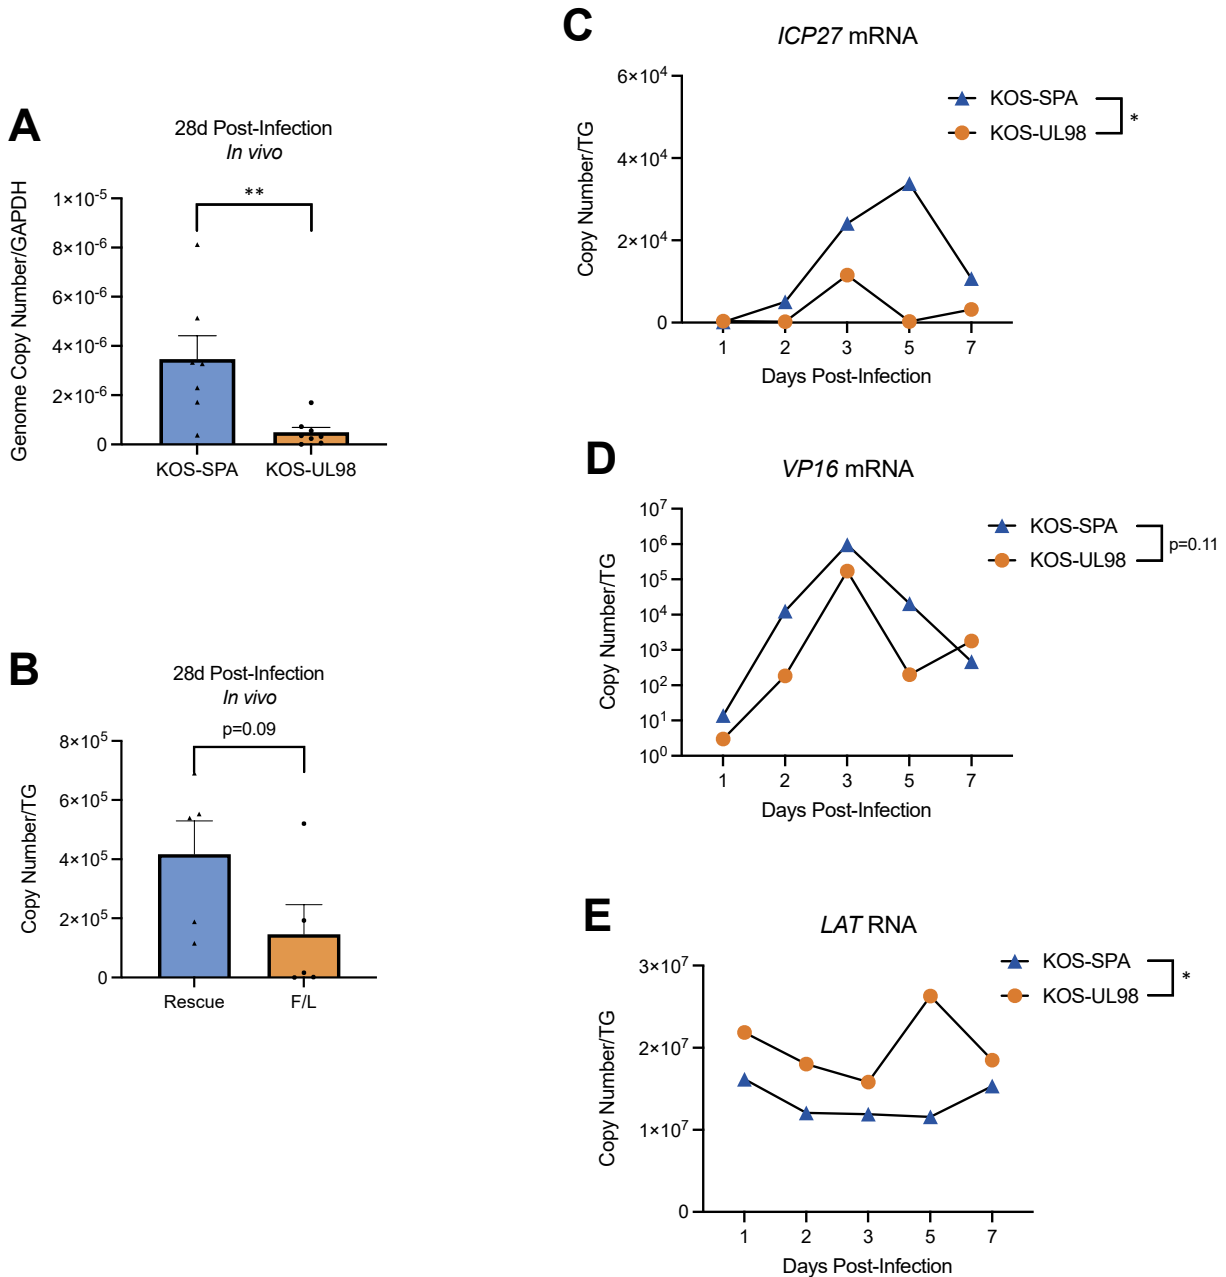 A
28d Post-Infection
In vivo
**
Genome Copy Number/GAPDH
1×10⁻⁵
8×10⁻⁶
6×10⁻⁶
4×10⁻⁶
2×10⁻⁶
0
KOS-SPA
KOS-UL98
B
28d Post-Infection
In vivo
p=0.09
Copy Number/TG
8×10⁵
6×10⁵
4×10⁵
2×10⁵
0
Rescue
F/L
C
ICP27 mRNA
KOS-SPA
KOS-UL98
*
Copy Number/TG
6×10⁴
4×10⁴
2×10⁴
0
1 2 3 5 7
Days Post-Infection
D
VP16 mRNA
KOS-SPA
KOS-UL98
p=0.11
Copy Number/TG
10⁷
10⁶
10⁵
10⁴
10³
10²
10¹
10⁰
1 2 3 5 7
Days Post-Infection
E
LAT RNA
KOS-SPA
KOS-UL98
*
Copy Number/TG
3×10⁷
2×10⁷
1×10⁷
0
1 2 3 5 7
Days Post-Infection